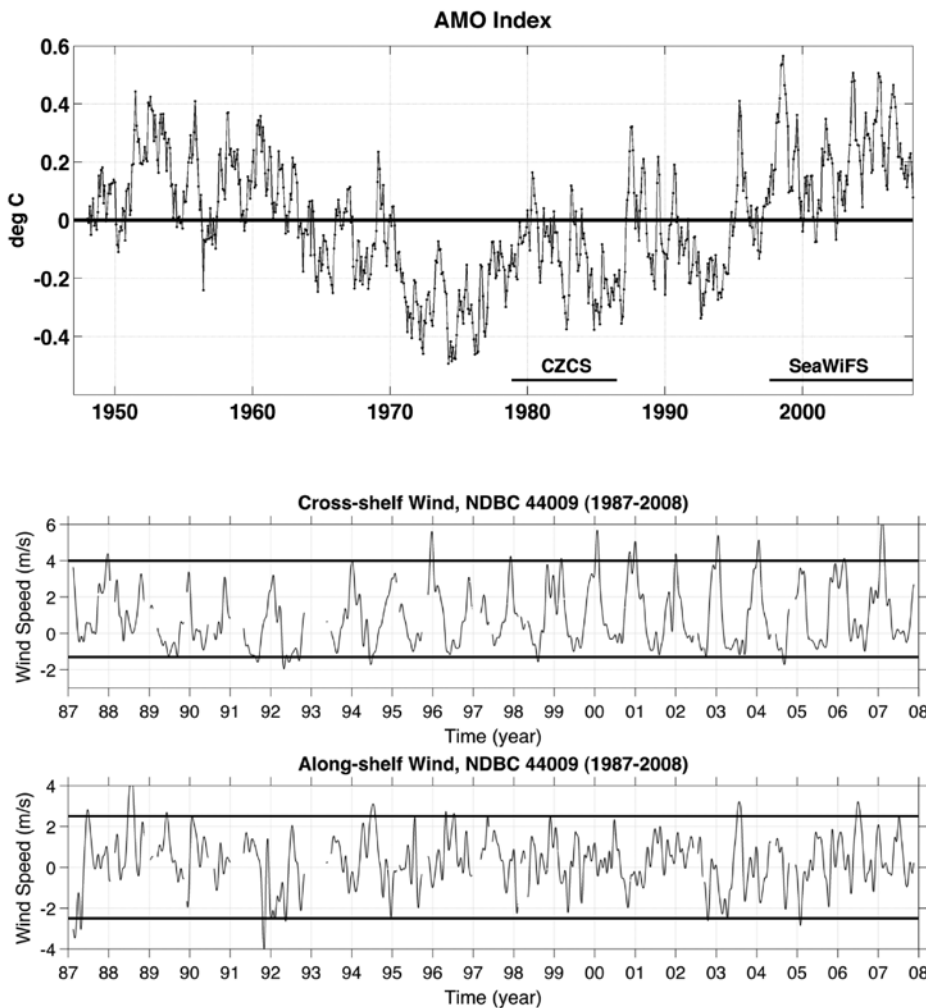 AMO Index
0.6
0.4
0.2
0
-0.2
-0.4
deg C
CZCS
SeaWiFS
1950 1960 1970 1980 1990 2000
Cross-shelf Wind, NDBC 44009 (1987-2008)
6
4
2
0
-2
Wind Speed (m/s)
87 88 89 90 91 92 93 94 95 96 97 98 99 00 01 02 03 04 05 06 07 08
Time (year)
Along-shelf Wind, NDBC 44009 (1987-2008)
4
2
0
-2
-4
Wind Speed (m/s)
87 88 89 90 91 92 93 94 95 96 97 98 99 00 01 02 03 04 05 06 07 08
Time (year)